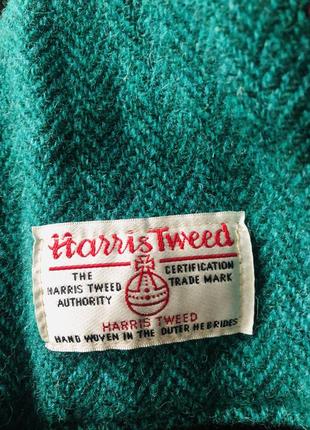 Harris Tweed
THE HARRIS TWEED AUTHORITY
CERTIFICATION TRADE MARK
HARRIS TWEED
HAND WOVEN IN THE OUTER HEBRIDES